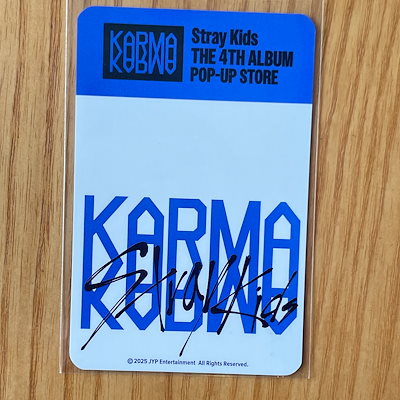 KARMA
KARMA
Stray Kids
THE 4TH ALBUM
POP-UP STORE
KARMA
KARMA
Stray Kids
© 2025 JYP Entertainment All Rights Reserved.